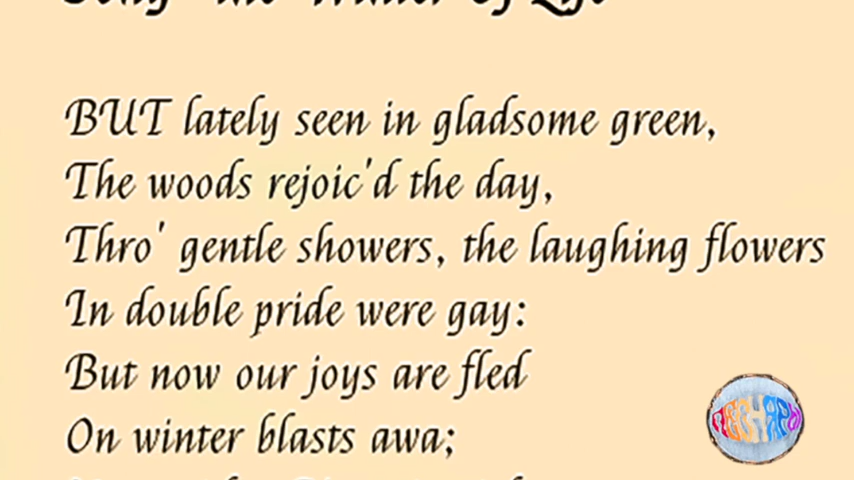 BUT lately seen in gladsome green,
The woods rejoic'd the day,
Thro' gentle showers, the laughing flowers
In double pride were gay:
But now our joys are fled
On winter blasts awa;